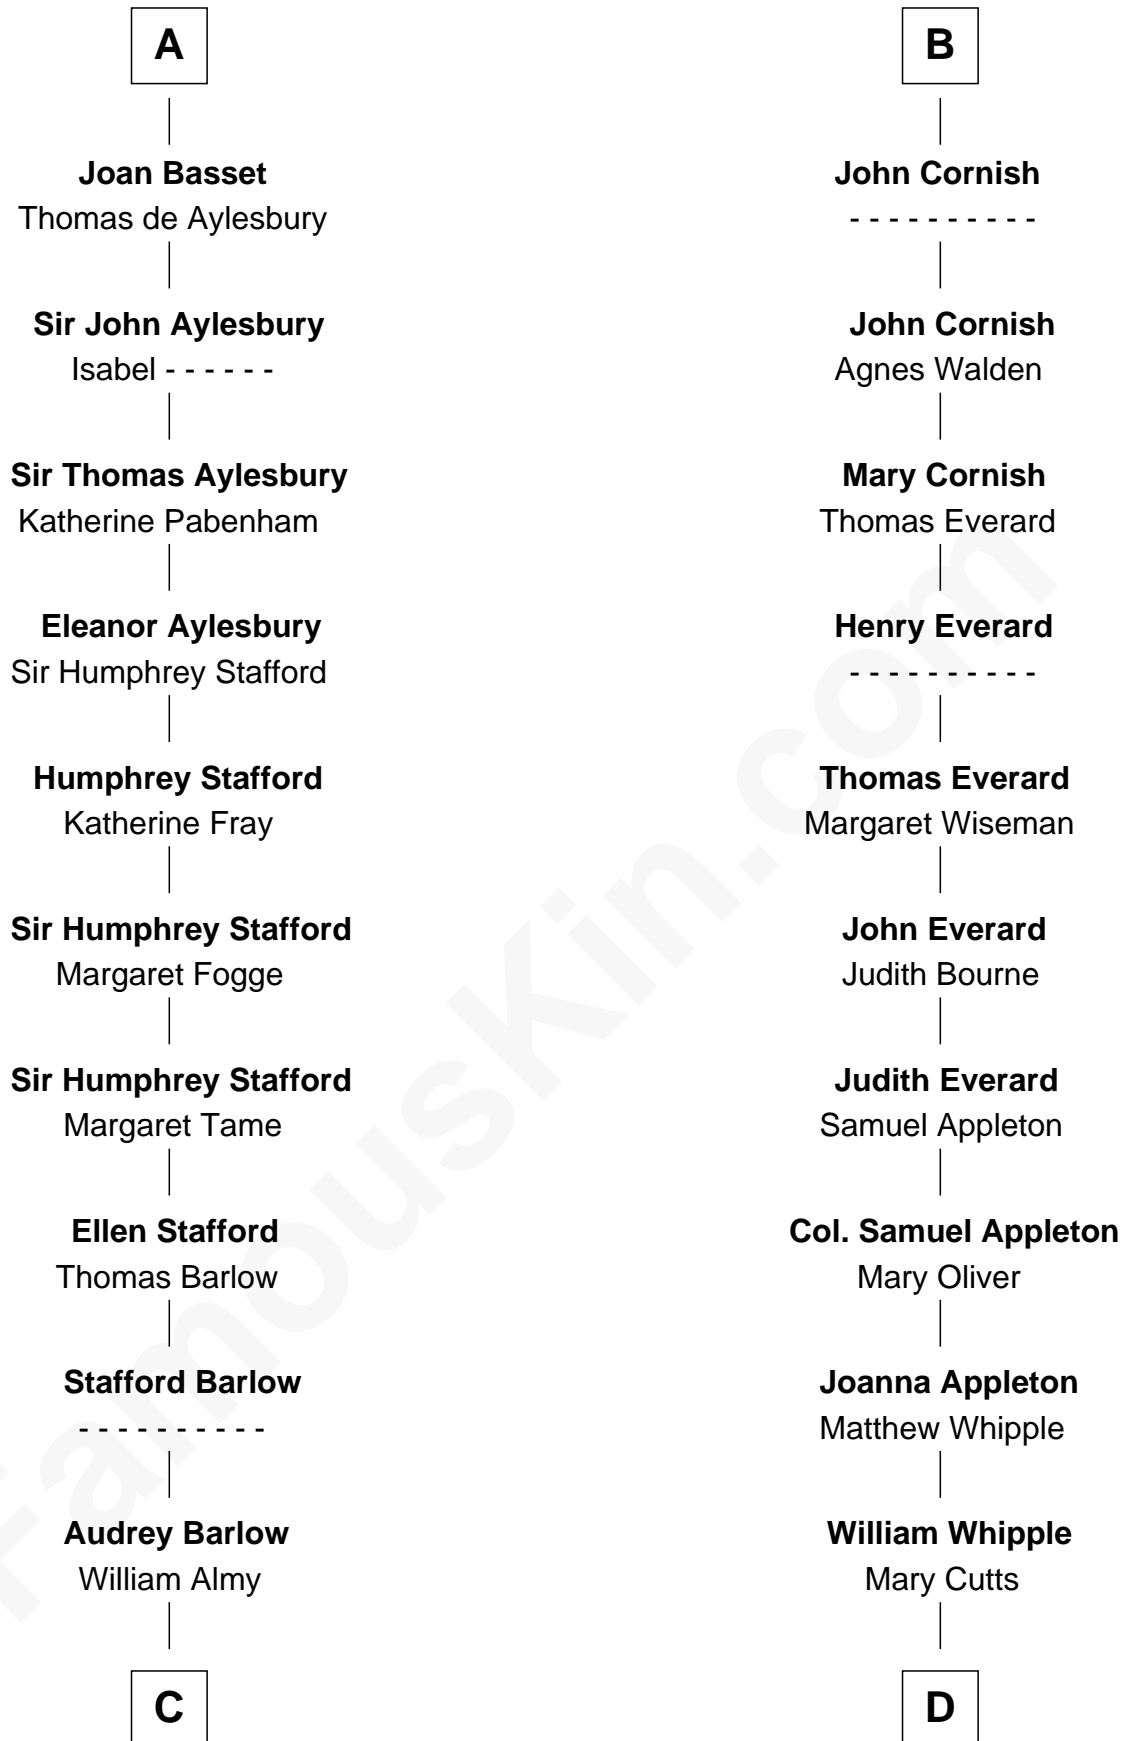 A
Joan Basset
Thomas de Aylesbury
Sir John Aylesbury
Isabel - - - - - -
Sir Thomas Aylesbury
Katherine Pabenham
Eleanor Aylesbury
Sir Humphrey Stafford
Humphrey Stafford
Katherine Fray
Sir Humphrey Stafford
Margaret Fogge
Sir Humphrey Stafford
Margaret Tame
Ellen Stafford
Thomas Barlow
Stafford Barlow
- - - - - - - - - -
Audrey Barlow
William Almy
C
B
John Cornish
- - - - - - - - - -
John Cornish
Agnes Walden
Mary Cornish
Thomas Everard
Henry Everard
- - - - - - - - - -
Thomas Everard
Margaret Wiseman
John Everard
Judith Bourne
Judith Everard
Samuel Appleton
Col. Samuel Appleton
Mary Oliver
Joanna Appleton
Matthew Whipple
William Whipple
Mary Cutts
D
FamousKin.com